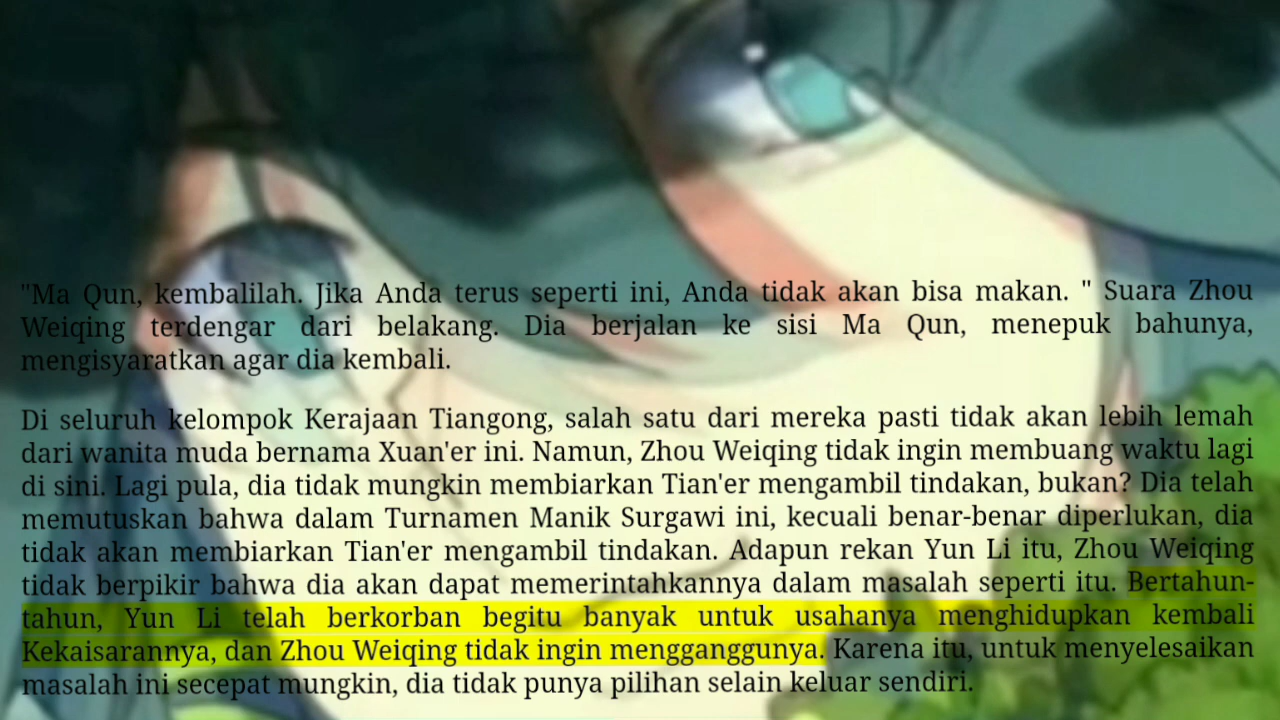 "Ma Qun, kembalilah. Jika Anda terus seperti ini, Anda tidak akan bisa makan. " Suara Zhou
Weiqing terdengar dari belakang. Dia berjalan ke sisi Ma Qun, menepuk bahunya,
mengisyaratkan agar dia kembali.
Di seluruh kelompok Kerajaan Tiangong, salah satu dari mereka pasti tidak akan lebih lemah
dari wanita muda bernama Xuan'er ini. Namun, Zhou Weiqing tidak ingin membuang waktu lagi
di sini. Lagi pula, dia tidak mungkin membiarkan Tian'er mengambil tindakan, bukan? Dia telah
memutuskan bahwa dalam Turnamen Manik Surgawi ini, kecuali benar-benar diperlukan, dia
tidak akan membiarkan Tian'er mengambil tindakan. Adapun rekan Yun Li itu, Zhou Weiqing
tidak berpikir bahwa dia akan dapat memerintahkannya dalam masalah seperti itu. Bertahun-
tahun, Yun Li telah berkorban begitu banyak untuk usahanya menghidupkan kembali
Kekaisarannya, dan Zhou Weiqing tidak ingin mengganggunya. Karena itu, untuk menyelesaikan
masalah ini secepat mungkin, dia tidak punya pilihan selain keluar sendiri.